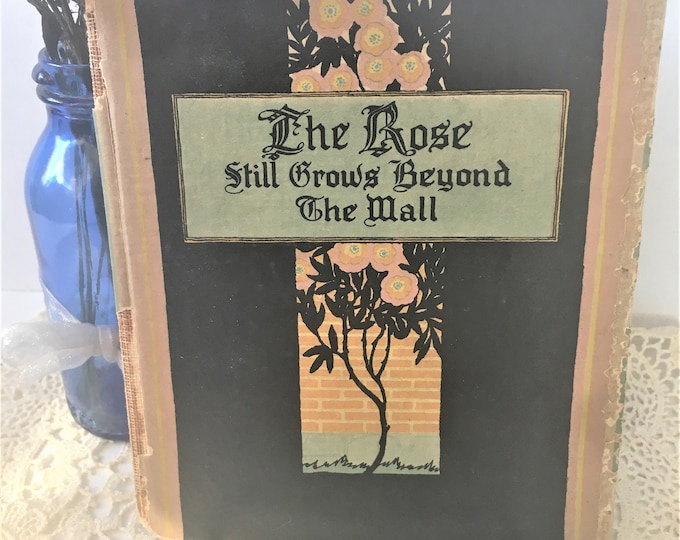 The Rose
Still Grows Beyond
The Wall